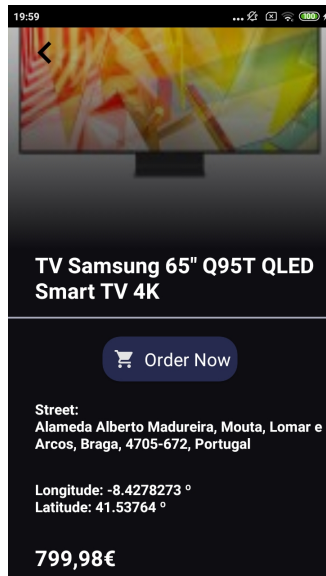 19:59
100
TV Samsung 65" Q95T QLED
Smart TV 4K
Order Now
Street:
Alameda Alberto Madureira, Mouta, Lomar e
Arcos, Braga, 4705-672, Portugal
Longitude: -8.4278273 º
Latitude: 41.53764 º
799,98€